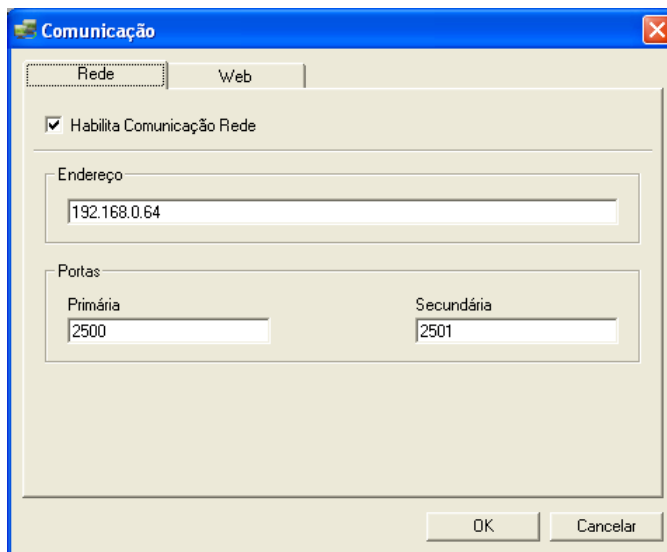 Comunicação
Rede Web
Habilita Comunicação Rede
Endereço
192.168.0.64
Portas
Primária Secundária
2500 2501
OK Cancelar